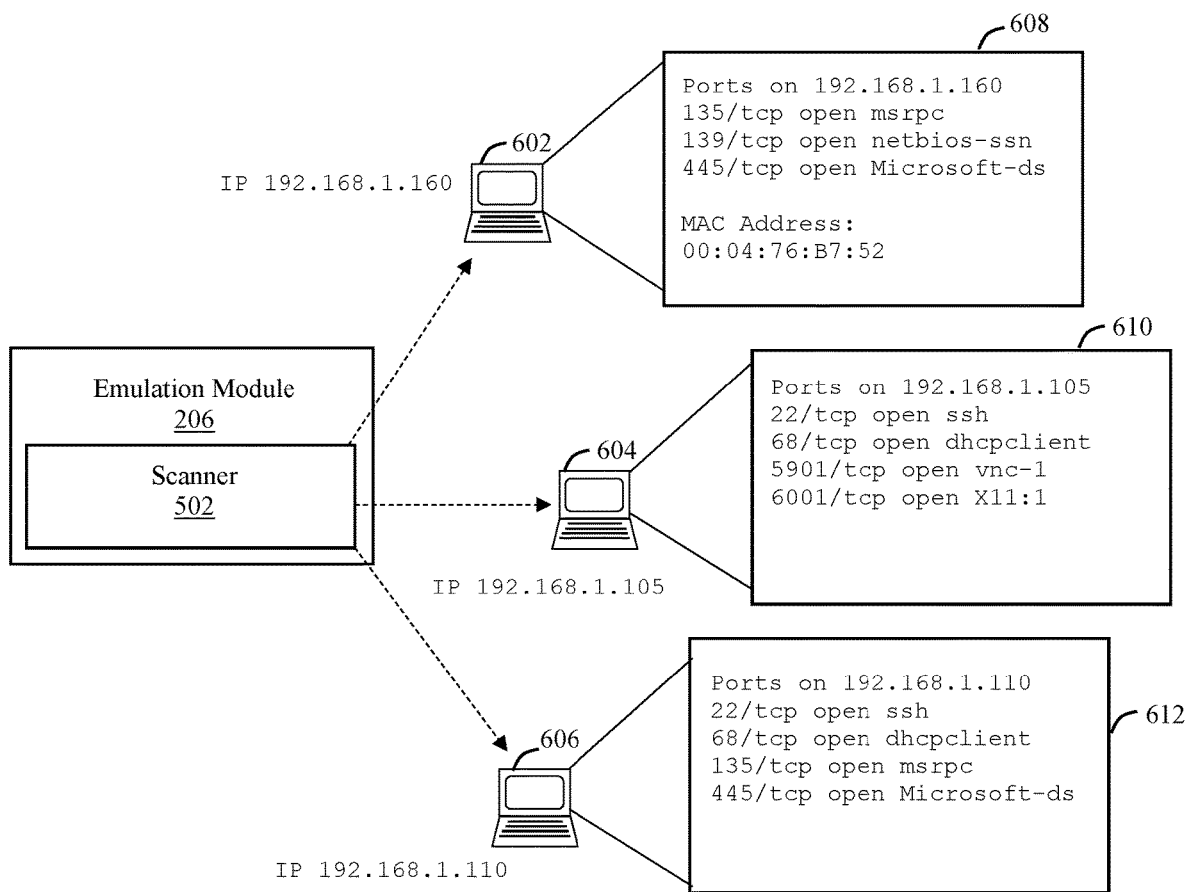 608
Ports on 192.168.1.160
135/tcp open msrpc
139/tcp open netbios-ssn
445/tcp open Microsoft-ds
MAC Address:
00:04:76:B7:52
602
IP 192.168.1.160
610
Ports on 192.168.1.105
22/tcp open ssh
68/tcp open dhcpclient
5901/tcp open vnc-1
6001/tcp open X11:1
Emulation Module
206
Scanner
502
604
IP 192.168.1.105
612
Ports on 192.168.1.110
22/tcp open ssh
68/tcp open dhcpclient
135/tcp open msrpc
445/tcp open Microsoft-ds
606
IP 192.168.1.110